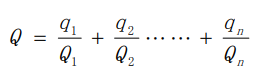 Q = q₁/Q₁ + q₂/Q₂ ⋯⋯ + qₙ/Qₙ